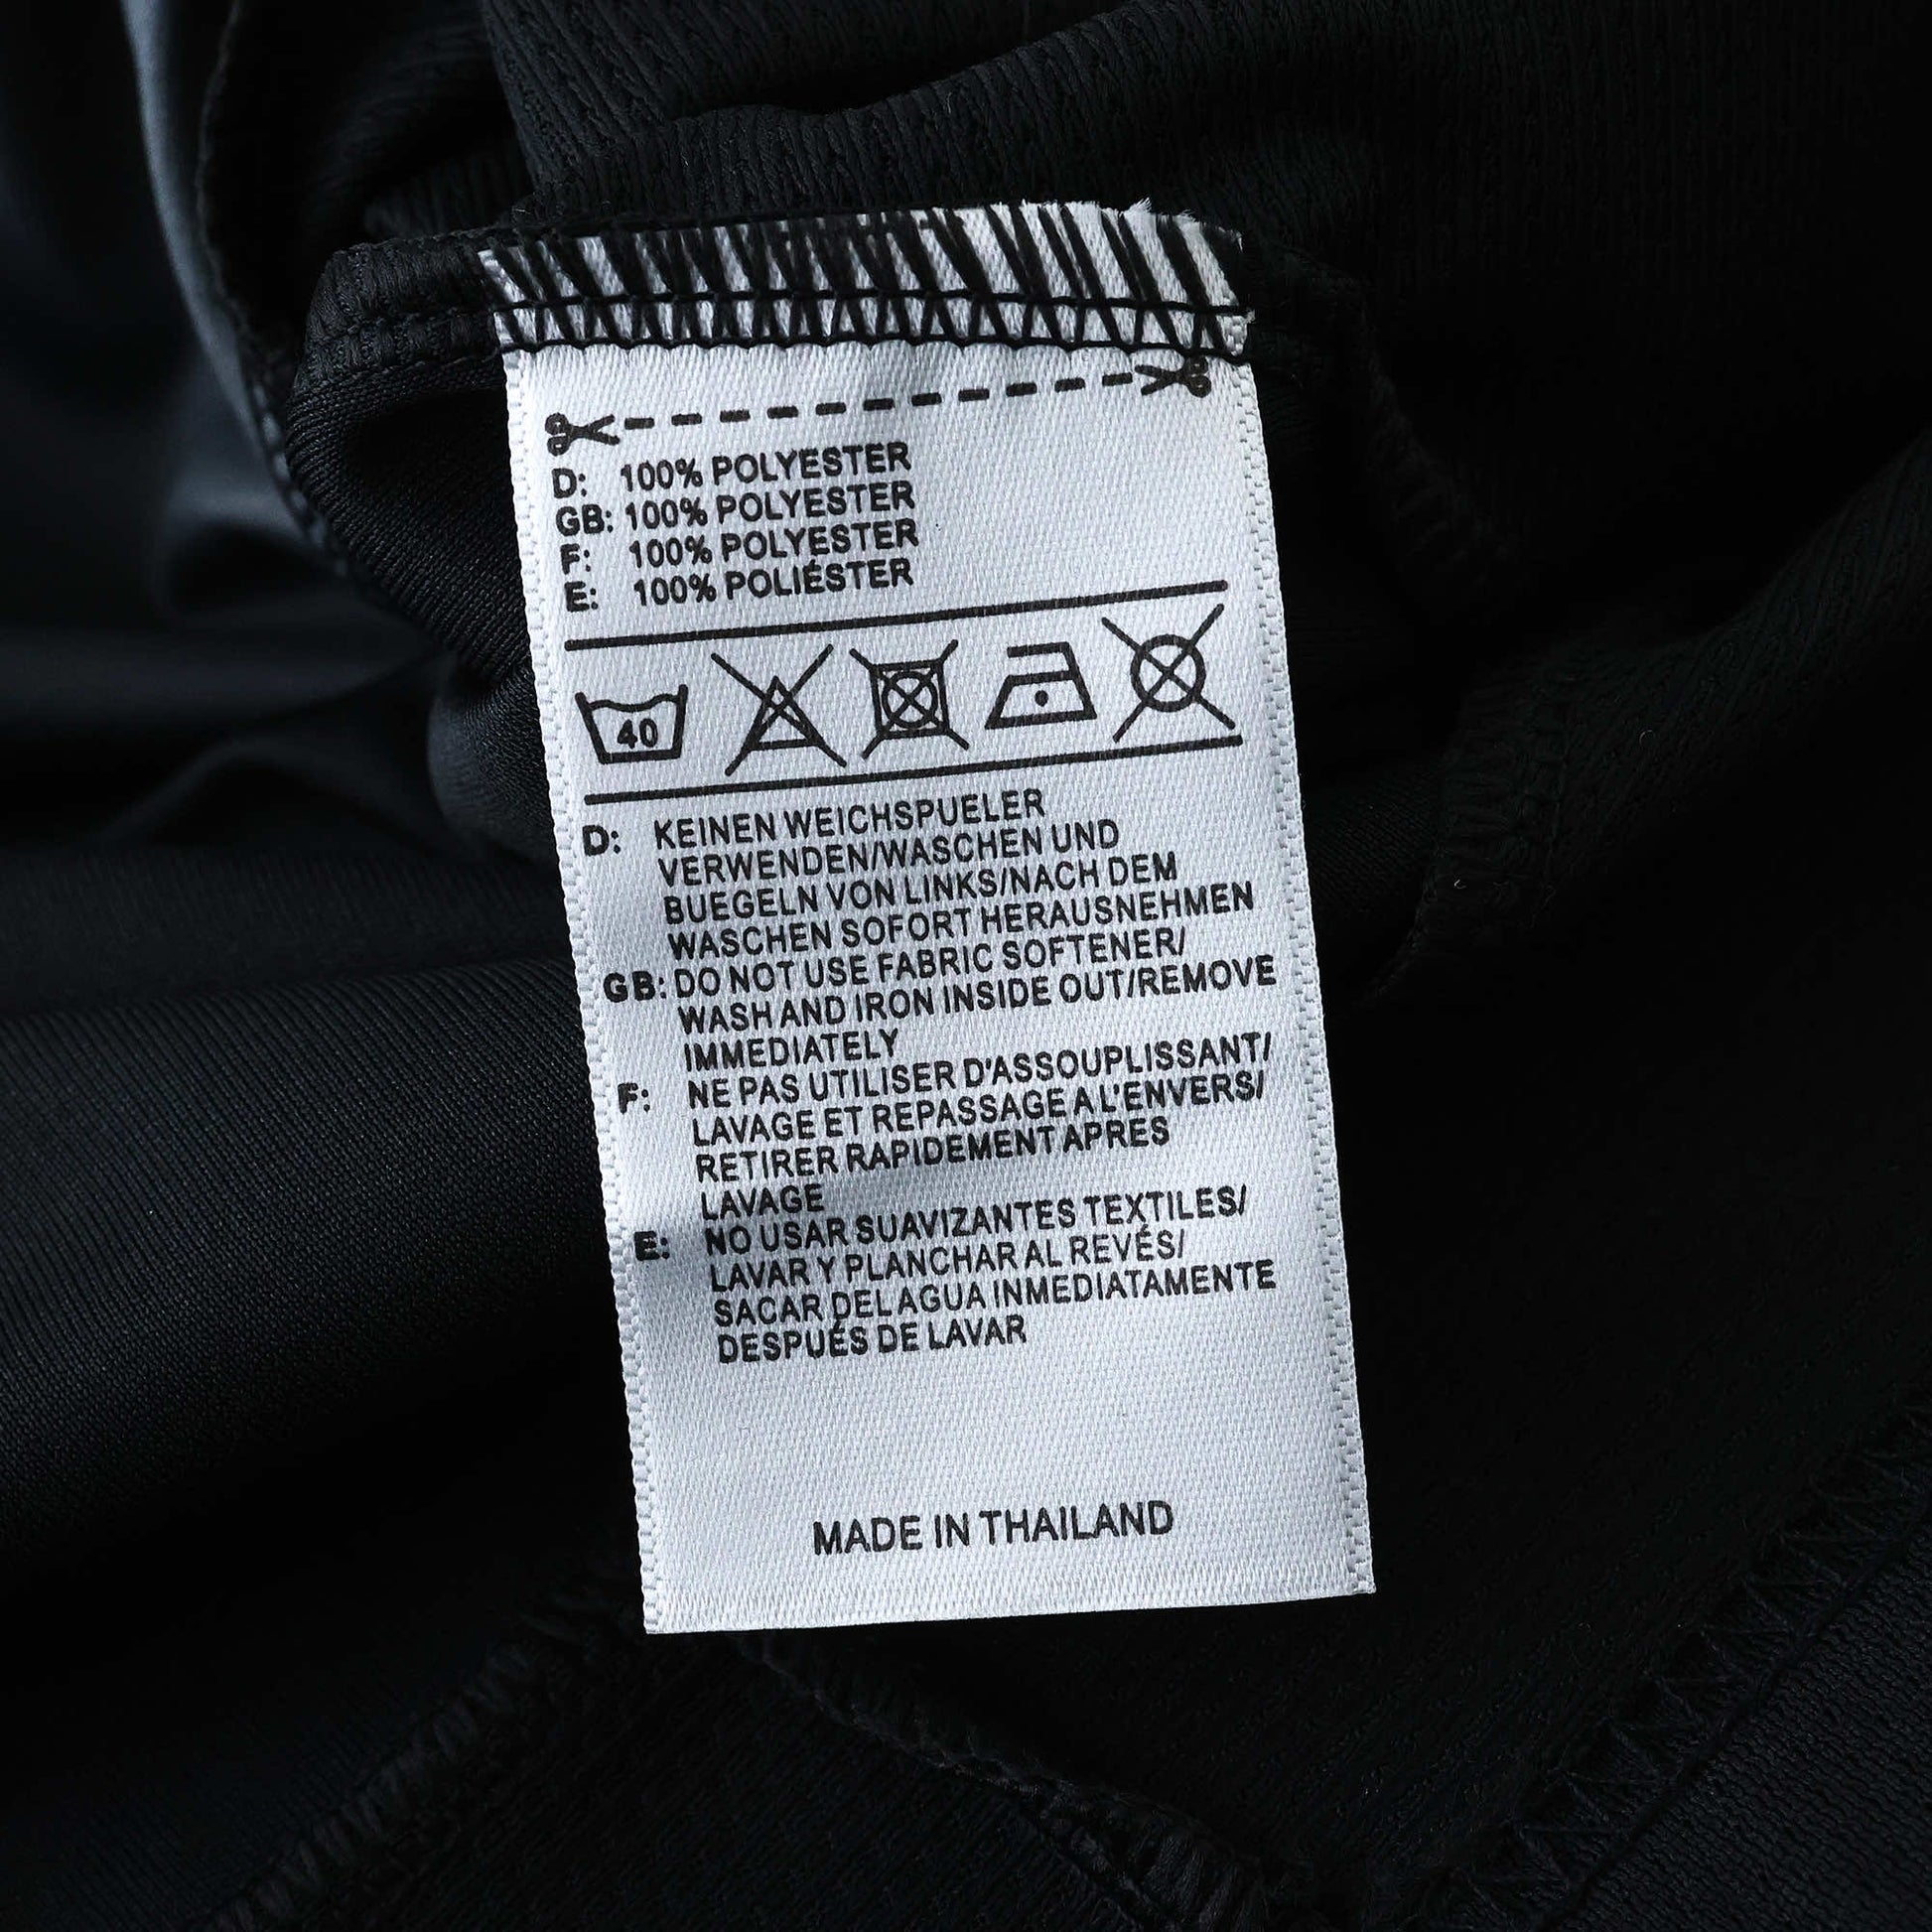 D: 100% POLYESTER
GB: 100% POLYESTER
F: 100% POLYESTER
E: 100% POLIÉSTER
40
D: KEINEN WEICHSPUELER
VERWENDEN/WASCHEN UND
BUEGELN VON LINKS/NACH DEM
WASCHEN SOFORT HERAUSNEHMEN
GB: DO NOT USE FABRIC SOFTENER/
WASH AND IRON INSIDE OUT/REMOVE
IMMEDIATELY
F: NE PAS UTILISER D'ASSOUPLISSANT/
LAVAGE ET REPASSAGE A L'ENVERS/
RETIRER RAPIDEMENT APRES
LAVAGE
E: NO USAR SUAVIZANTES TEXTILES/
LAVAR Y PLANCHAR AL REVÉS/
SACAR DEL AGUA INMEDIATAMENTE
DESPUÉS DE LAVAR
MADE IN THAILAND